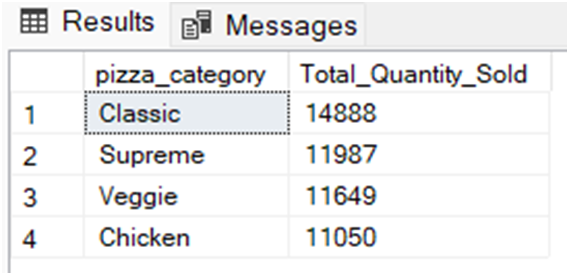 Results Messages
pizza_category Total_Quantity_Sold
1 Classic 14888
2 Supreme 11987
3 Veggie 11649
4 Chicken 11050